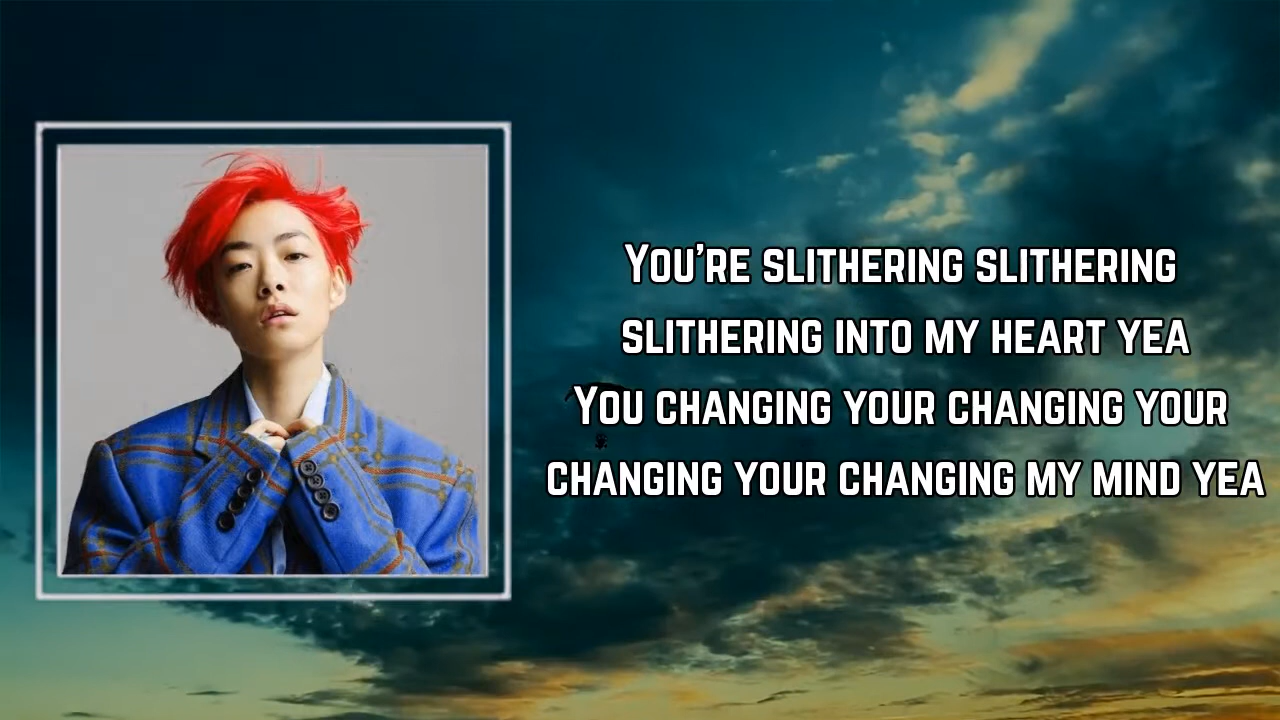 You're slithering slithering
slithering into my heart yea
You changing your changing your
changing your changing my mind yea